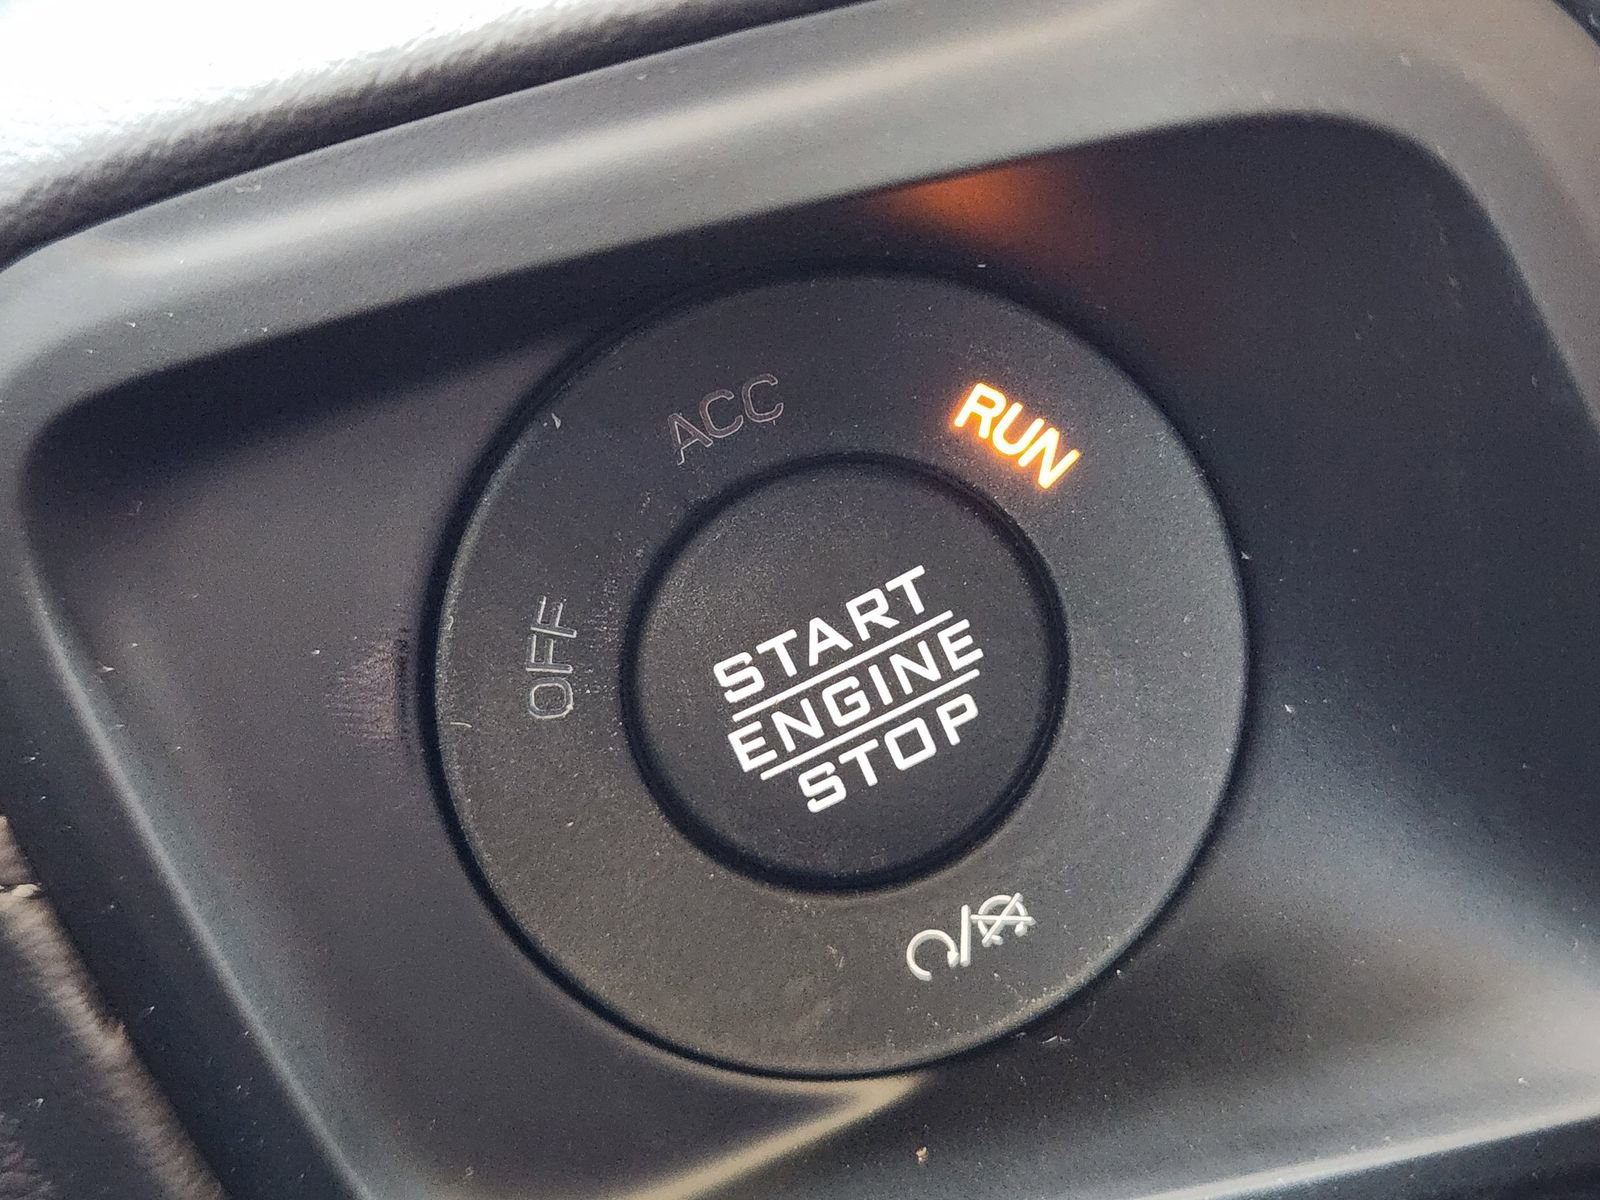 ACC
RUN
OFF
START
ENGINE
STOP